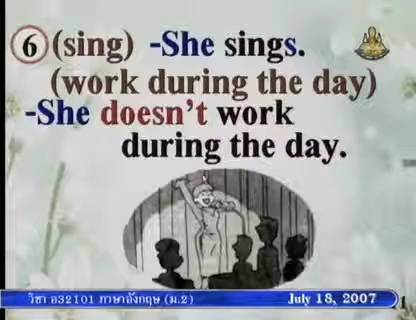 6 (sing) -She sings.
(work during the day)
-She doesn't work
during the day.
วิชา อ32101 ภาษาอังกฤษ (ม.2) July 18, 2007